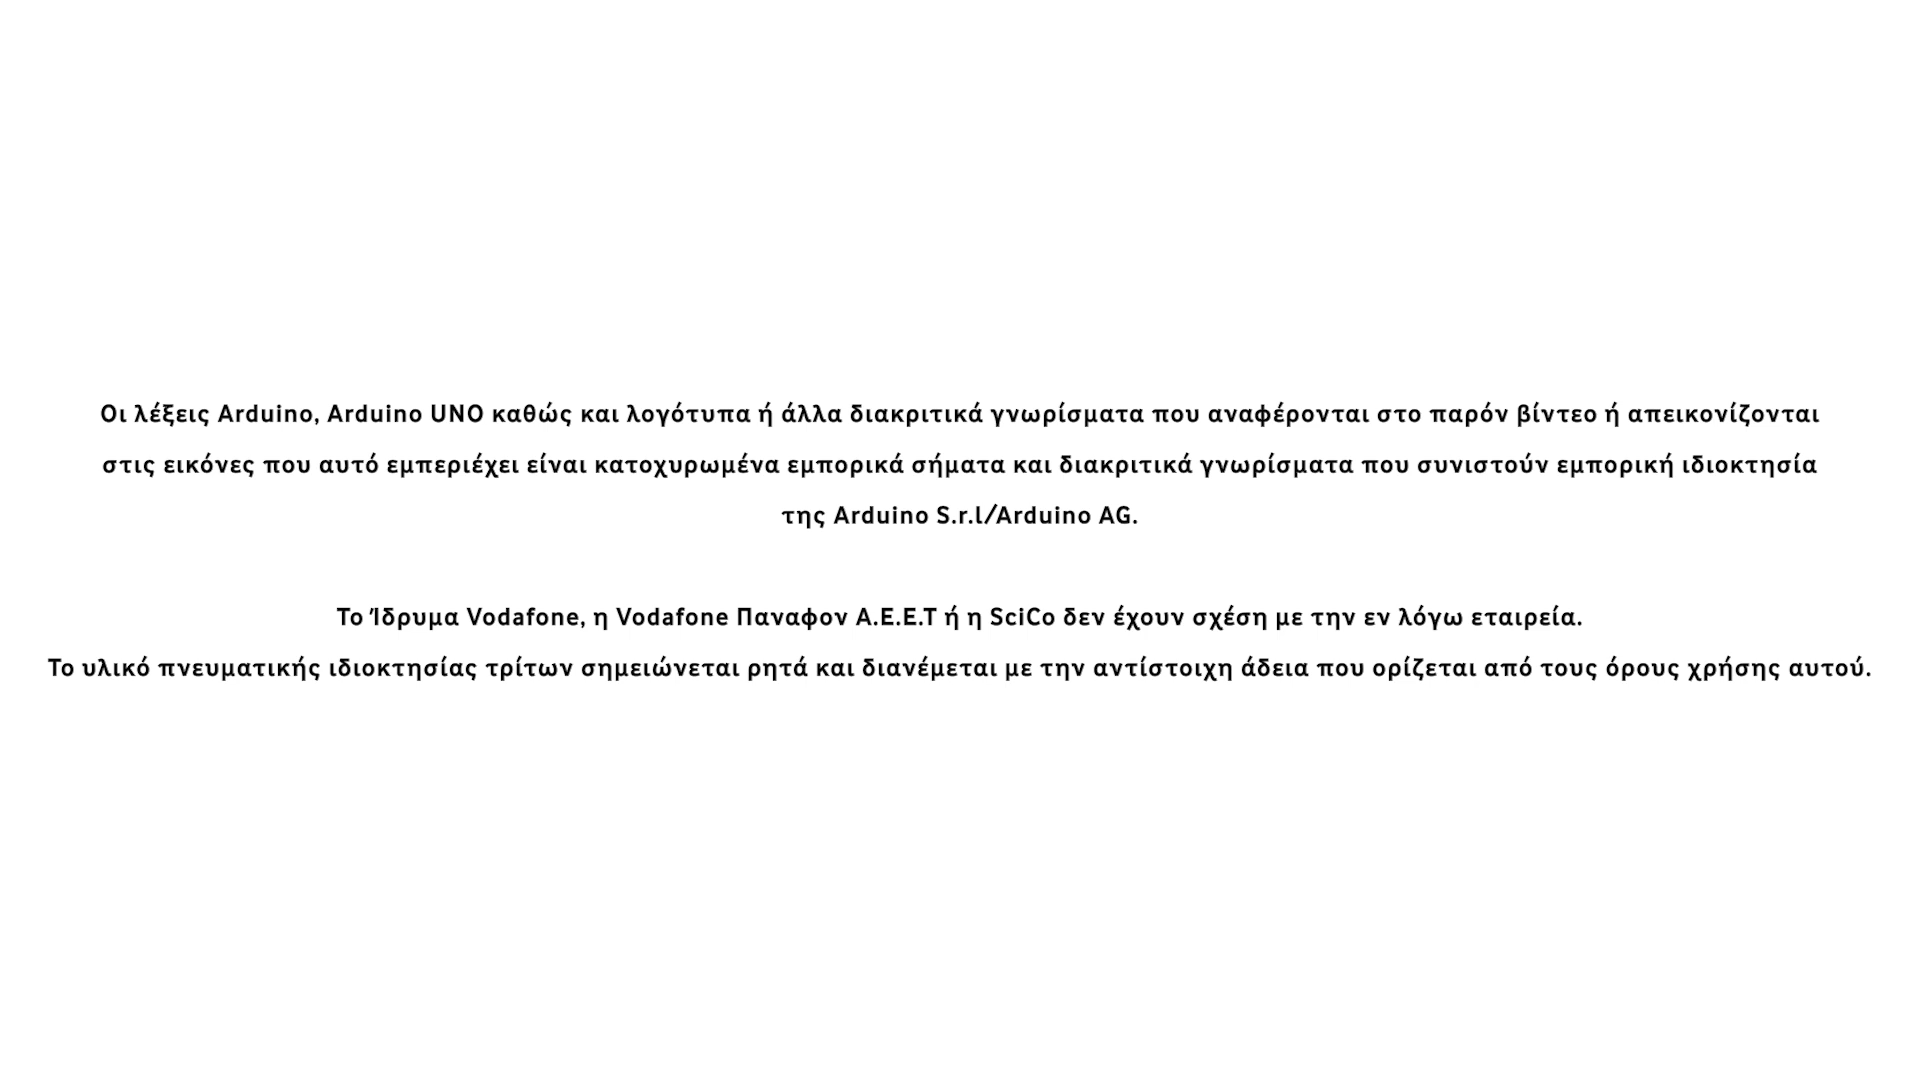 Οι λέξεις Arduino, Arduino UNO καθώς και λογότυπα ή άλλα διακριτικά γνωρίσματα που αναφέρονται στο παρόν βίντεο ή απεικονίζονται
στις εικόνες που αυτό εμπεριέχει είναι κατοχυρωμένα εμπορικά σήματα και διακριτικά γνωρίσματα που συνιστούν εμπορική ιδιοκτησία
της Arduino S.r.l/Arduino AG.
Το Ίδρυμα Vodafone, η Vodafone Παναφον Α.Ε.Ε.Τ ή η SciCo δεν έχουν σχέση με την εν λόγω εταιρεία.
Το υλικό πνευματικής ιδιοκτησίας τρίτων σημειώνεται ρητά και διανέμεται με την αντίστοιχη άδεια που ορίζεται από τους όρους χρήσης αυτού.